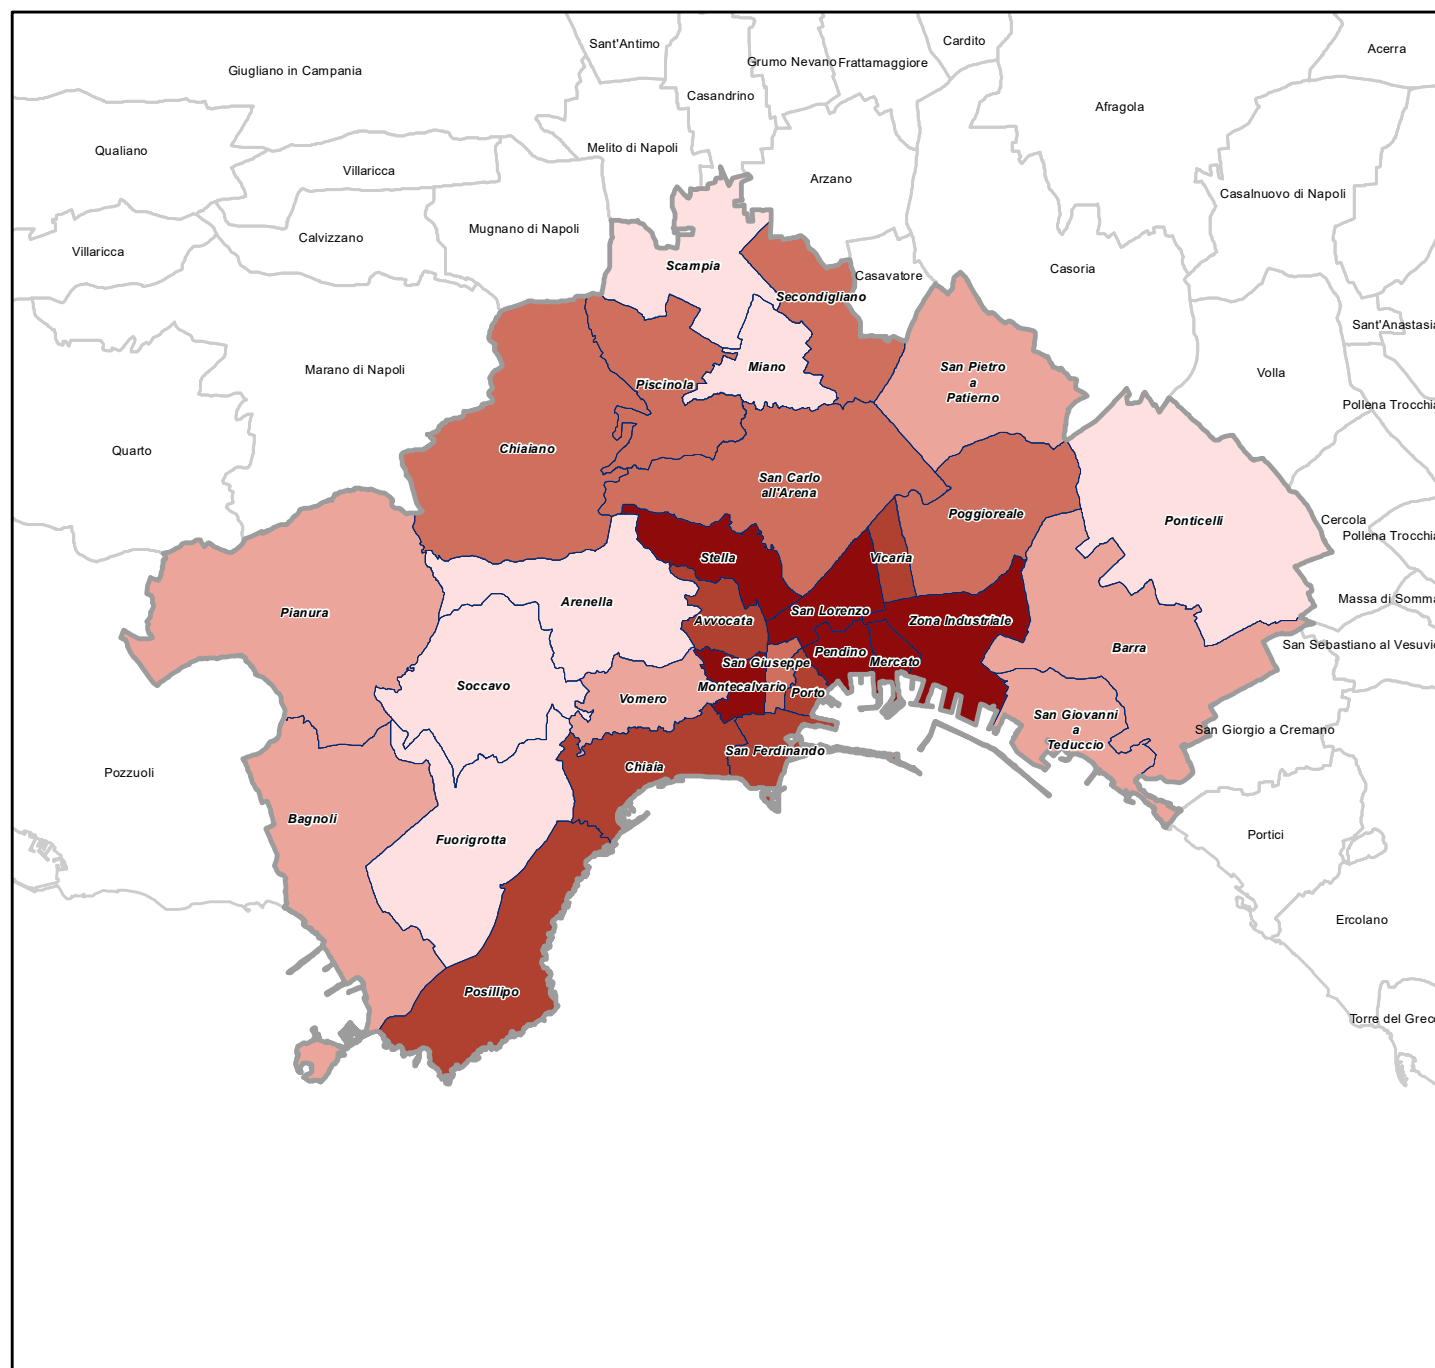 Sant'Antimo
Cardito
Acerra
Giugliano in Campania
Grumo Nevano
Frattamaggiore
Casandrino
Afragola
Qualiano
Melito di Napoli
Villaricca
Arzano
Casalnuovo di Napoli
Mugnano di Napoli
Calvizzano
Villaricca
Scampia
Casavatore
Casoria
Secondigliano
Sant'Anastasia
Marano di Napoli
Piscinola
Miano
San Pietro
a
Patierno
Volla
Pollena Trocchia
Quarto
Chiaiano
San Carlo
all'Arena
Poggioreale
Ponticelli
Cercola
Pollena Trocchia
Stella
Vicaria
Massa di Somma
Pianura
Arenella
Avvocata
San Lorenzo
Zona Industriale
Pendino
Mercato
Barra
San Sebastiano al Vesuvio
San Giuseppe
Soccavo
Vomero
Montecalvario
Porto
San Giovanni
a
Teduccio
San Giorgio a Cremano
San Ferdinando
Pozzuoli
Chiaia
Bagnoli
Fuorigrotta
Portici
Ercolano
Posillipo
Torre del Greco